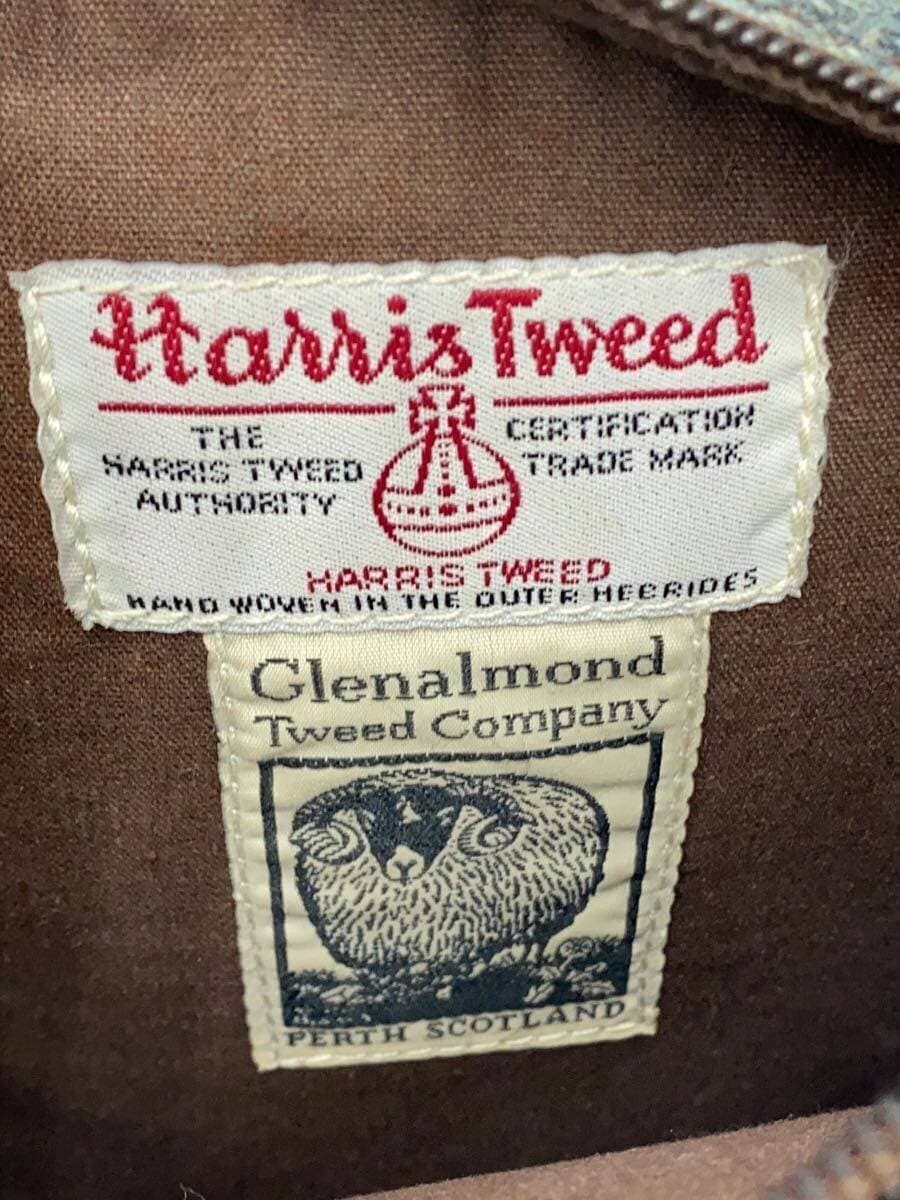 Harris Tweed
THE
HARRIS TWEED
AUTHORITY
CERTIFICATION
TRADE MARK
HARRIS TWEED
HAND WOVEN IN THE OUTER HEBRIDES
Glenalmond
Tweed Company
PERTH SCOTLAND